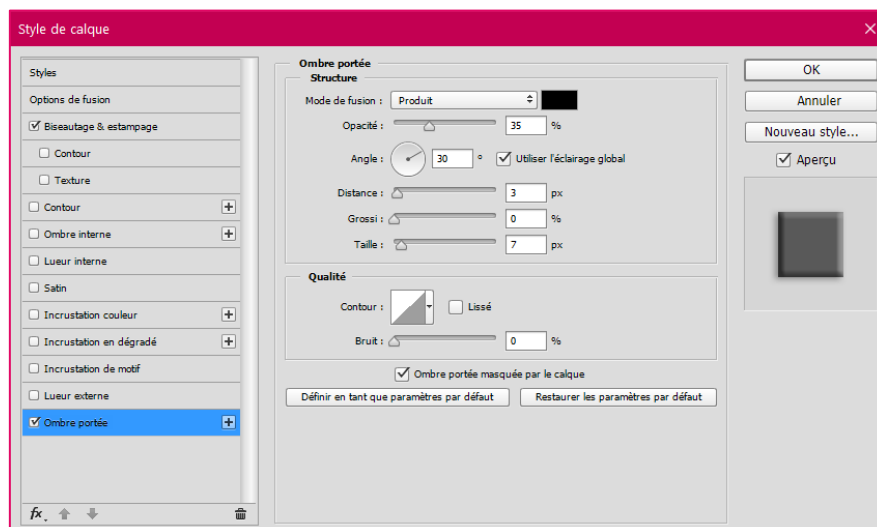 Style de calque
Styles
Options de fusion
Biseautage & estampage
Contour
Texture
Contour
Ombre interne
Lueur interne
Satin
Incrustation couleur
Incrustation en dégradé
Incrustation de motif
Lueur externe
Ombre portée
fx.
Ombre portée
Structure
Mode de fusion : Produit
Opacité : 35 %
Angle : 30 ° Utiliser l'éclairage global
Distance : 3 px
Grossi : 0 %
Taille : 7 px
Qualité
Contour : Lissé
Bruit : 0 %
Ombre portée masquée par le calque
Définir en tant que paramètres par défaut Restaurer les paramètres par défaut
OK
Annuler
Nouveau style...
Aperçu